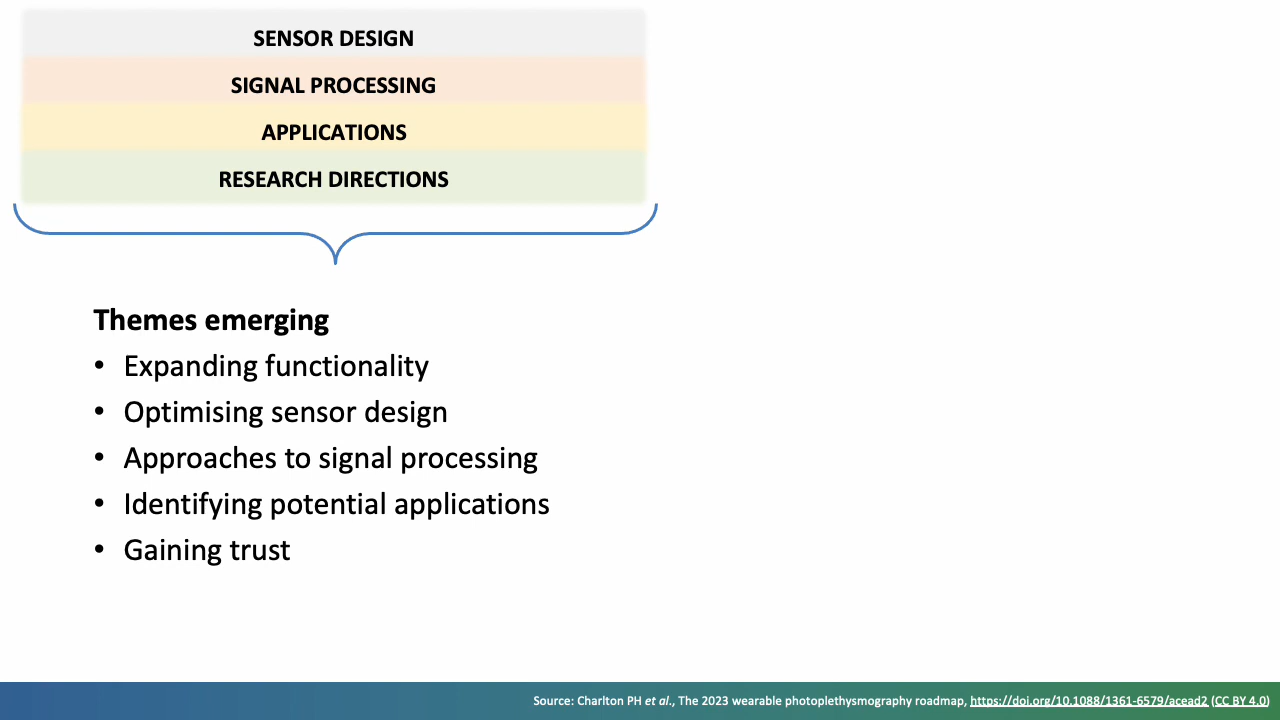 SENSOR DESIGN
SIGNAL PROCESSING
APPLICATIONS
RESEARCH DIRECTIONS
Themes emerging
• Expanding functionality
• Optimising sensor design
• Approaches to signal processing
• Identifying potential applications
• Gaining trust
Source: Charlton PH et al., The 2023 wearable photoplethysmography roadmap, https://doi.org/10.1088/1361-6579/acead2 (CC BY 4.0)